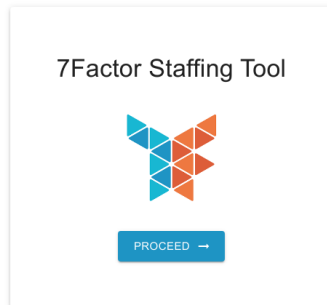 7Factor Staffing Tool
PROCEED →